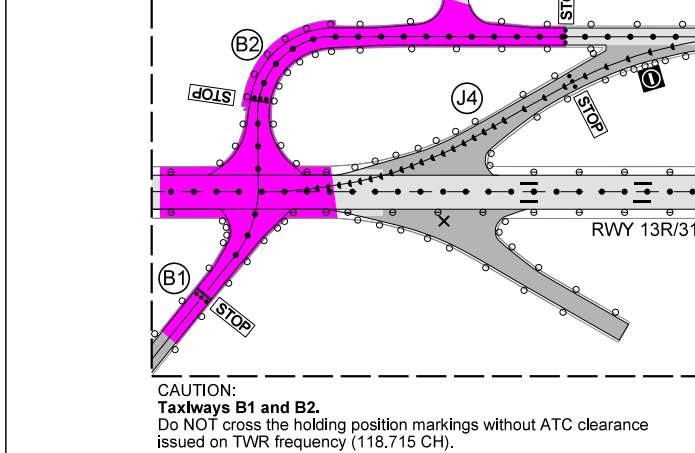 STOP
B2
STOP
J4
STOP
RWY 13R/31
B1
STOP
CAUTION:
Taxiways B1 and B2.
Do NOT cross the holding position markings without ATC clearance
issued on TWR frequency (118.715 CH).